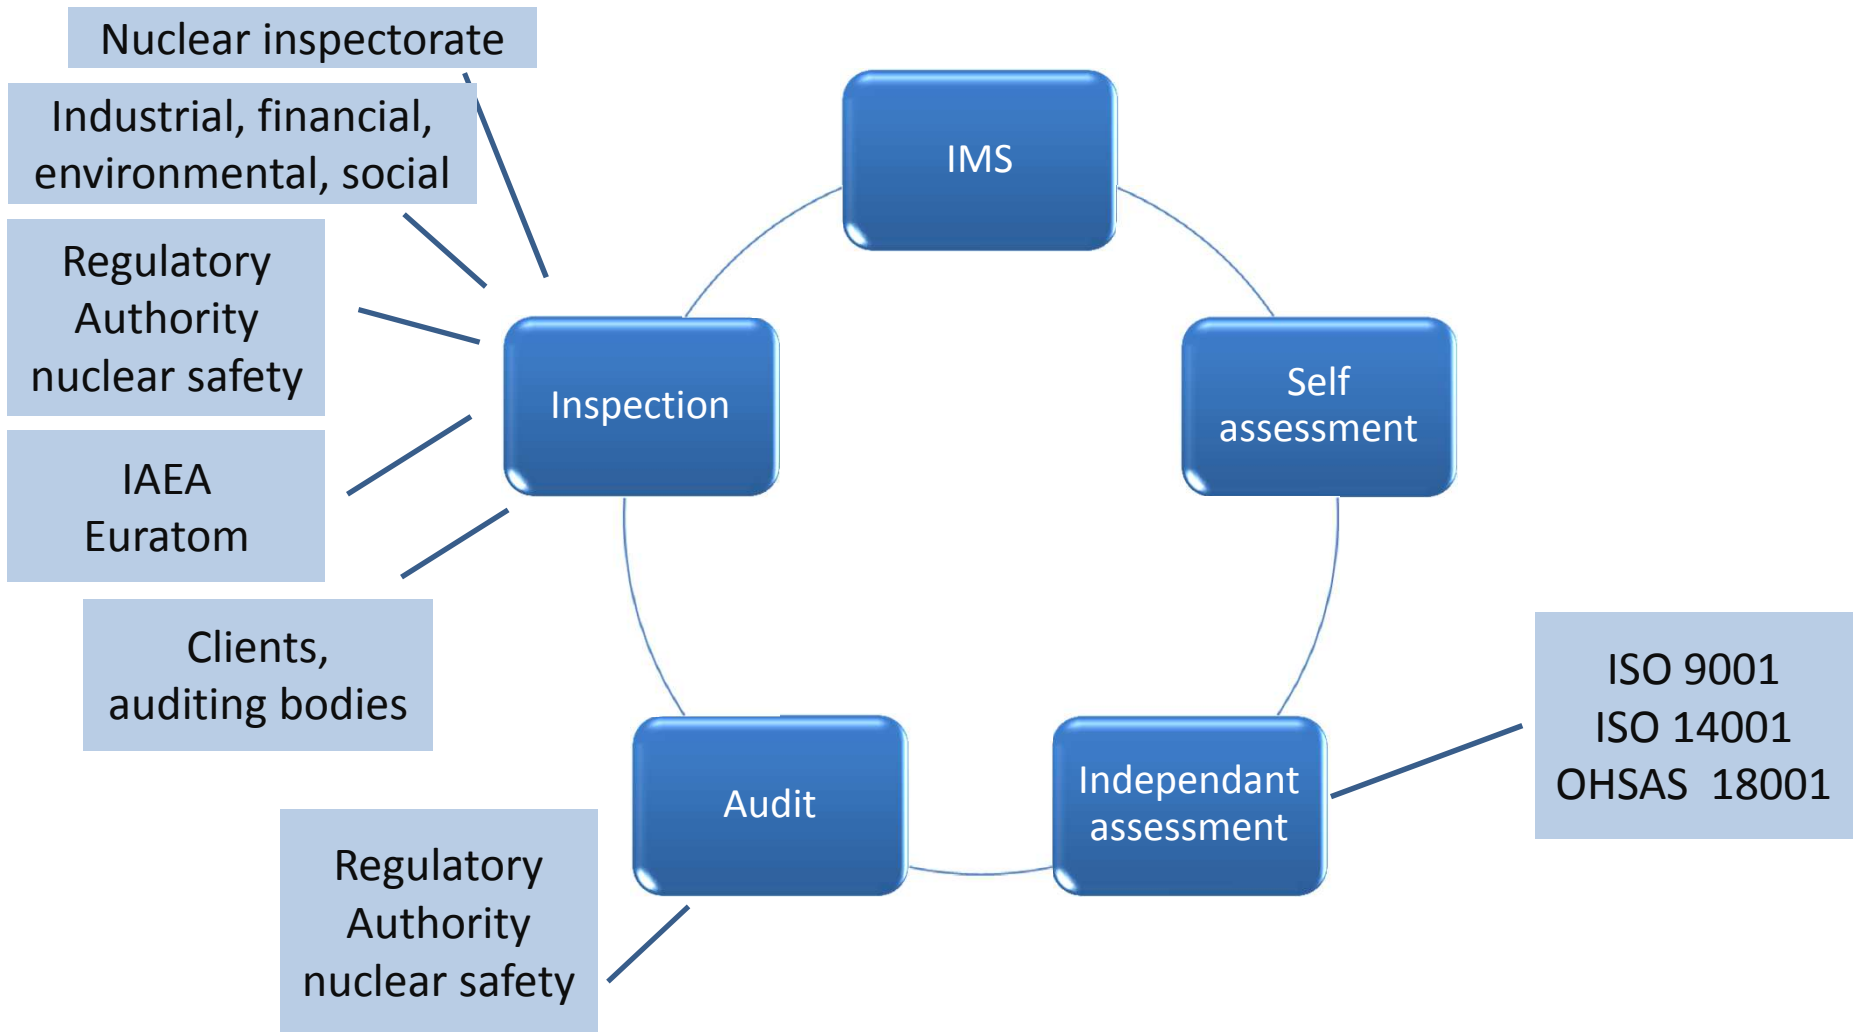 Nuclear inspectorate
Industrial, financial,
environmental, social
Regulatory
Authority
nuclear safety
IAEA
Euratom
Clients,
auditing bodies
Regulatory
Authority
nuclear safety
IMS
Self
assessment
Independant
assessment
Audit
Inspection
ISO 9001
ISO 14001
OHSAS  18001